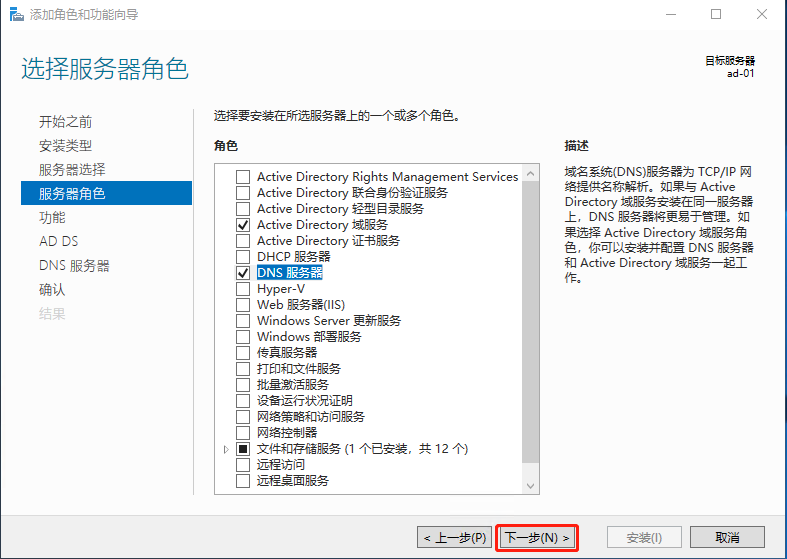 添加角色和功能向导
选择服务器角色
目标服务器
ad-01
开始之前
安装类型
服务器选择
服务器角色
功能
AD DS
DNS 服务器
确认
结果
选择要安装在所选服务器上的一个或多个角色。
角色
Active Directory Rights Management Services
Active Directory 联合身份验证服务
Active Directory 轻型目录服务
Active Directory 域服务
Active Directory 证书服务
DHCP 服务器
DNS 服务器
Hyper-V
Web 服务器(IIS)
Windows Server 更新服务
Windows 部署服务
传真服务器
打印和文件服务
批量激活服务
设备运行状况证明
网络策略和访问服务
网络控制器
文件和存储服务 (1 个已安装，共 12 个)
远程访问
远程桌面服务
描述
域名系统(DNS)服务器为 TCP/IP 网
络提供名称解析。如果与 Active
Directory 域服务安装在同一服务器
上，DNS 服务器将更易于管理。如
果选择 Active Directory 域服务角
色，你可以安装并配置 DNS 服务器
和 Active Directory 域服务一起工
作。
< 上一步(P)
下一步(N) >
安装(I)
取消